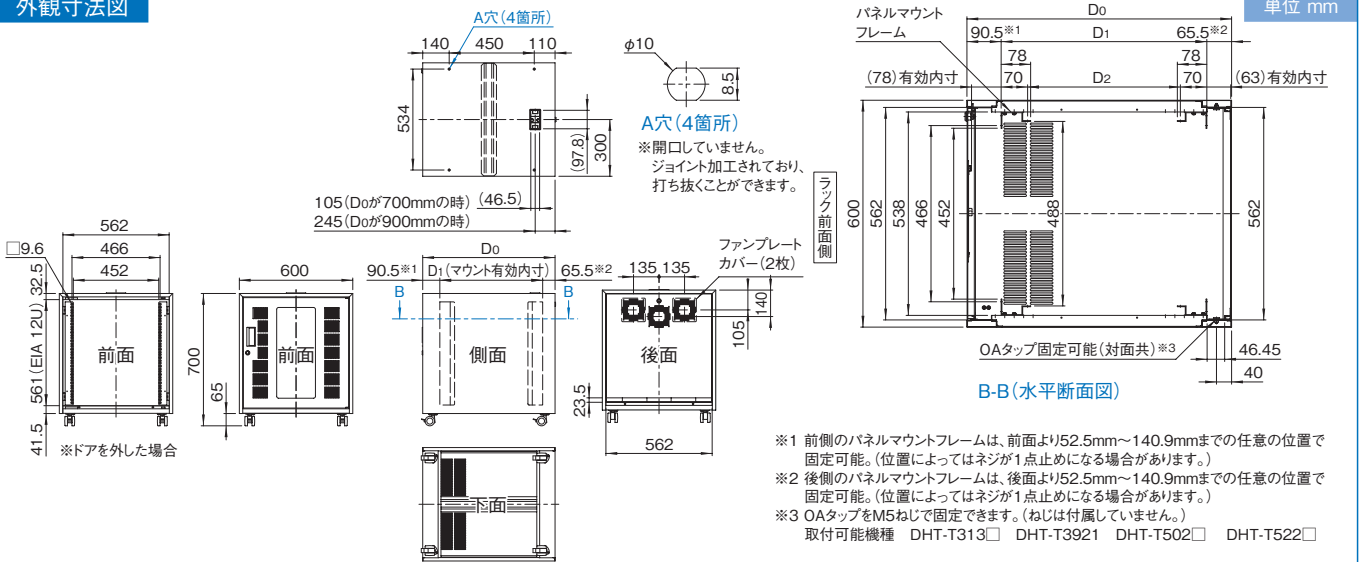 外観寸法図
単位 mm
A穴(4箇所)
140
450
110
534
(97.8)
300
105(D0が700mmの時)
(46.5)
245(D0が900mmの時)
φ10
8.5
A穴(4箇所)
※開口していません。
ジョイント加工されており、
打ち抜くことができます。
562
□9.6
466
452
32.5
561(EIA 12U)
41.5
前面
※ドアを外した場合
600
700
65
前面
D0
90.5※1
D1(マウント有効内寸)
65.5※2
B
B
側面
ファンプレート
カバー(2枚)
135
135
140
105
後面
23.5
562
下面
パネルマウント
フレーム
D0
90.5※1
D1
65.5※2
78
78
(78)有効内寸
70
D2
70
(63)有効内寸
ラック前面側
600
562
538
466
452
488
562
OAタップ固定可能(対面共)※3
46.45
40
B-B(水平断面図)
※1 前側のパネルマウントフレームは、前面より52.5mm～140.9mmまでの任意の位置で
固定可能。(位置によってはネジが1点止めになる場合があります。)
※2 後側のパネルマウントフレームは、後面より52.5mm～140.9mmまでの任意の位置で
固定可能。(位置によってはネジが1点止めになる場合があります。)
※3 OAタップをM5ねじで固定できます。(ねじは付属していません。)
取付可能機種 DHT-T313□ DHT-T3921 DHT-T502□ DHT-T522□